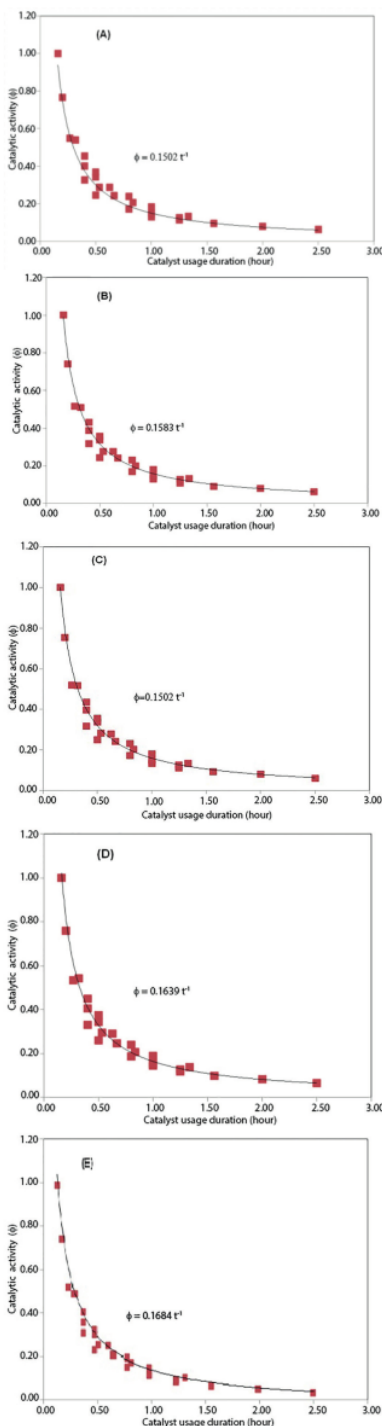 (A)
1.20
1.00
0.80
0.60
0.40
0.20
0.00
Catalytic activity (ϕ)
ϕ = 0.1502 t⁻¹
0.00 0.50 1.00 1.50 2.00 2.50 3.00
Catalyst usage duration (hour)
(B)
1.20
1.00
0.80
0.60
0.40
0.20
0.00
Catalytic activity (ϕ)
ϕ = 0.1583 t⁻¹
0.00 0.50 1.00 1.50 2.00 2.50 3.00
Catalyst usage duration (hour)
(C)
1.20
1.00
0.80
0.60
0.40
0.20
0.00
Catalytic activity (ϕ)
ϕ=0.1502 t⁻¹
0.00 0.50 1.00 1.50 2.00 2.50 3.00
Catalyst usage duration (hour)
(D)
1.20
1.00
0.80
0.60
0.40
0.20
0.00
Catalytic activity (ϕ)
ϕ = 0.1639 t⁻¹
0.00 0.50 1.00 1.50 2.00 2.50 3.00
Catalyst usage duration (hour)
(E)
1.20
1.00
0.80
0.60
0.40
0.20
0.00
Catalytic activity (ϕ)
ϕ = 0.1684 t⁻¹
0.00 0.50 1.00 1.50 2.00 2.50 3.00
Catalyst usage duration (hour)